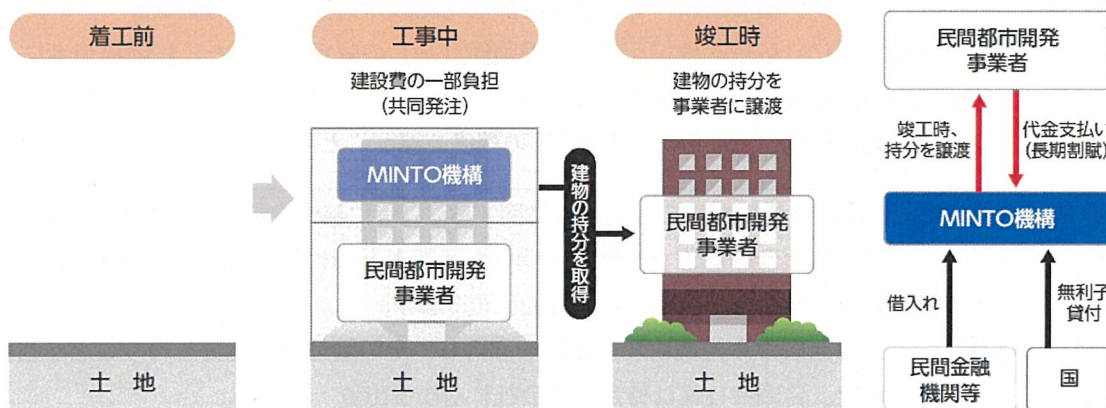 着工前
土 地
工事中
建設費の一部負担
(共同発注)
MINTO機構
民間都市開発
事業者
土 地
建物の持分を取得
竣工時
建物の持分を
事業者に譲渡
民間都市開発
事業者
土 地
民間都市開発
事業者
竣工時、
持分を譲渡
代金支払い
(長期割賦)
MINTO機構
借入れ
無利子
貸付
民間金融
機関等
国